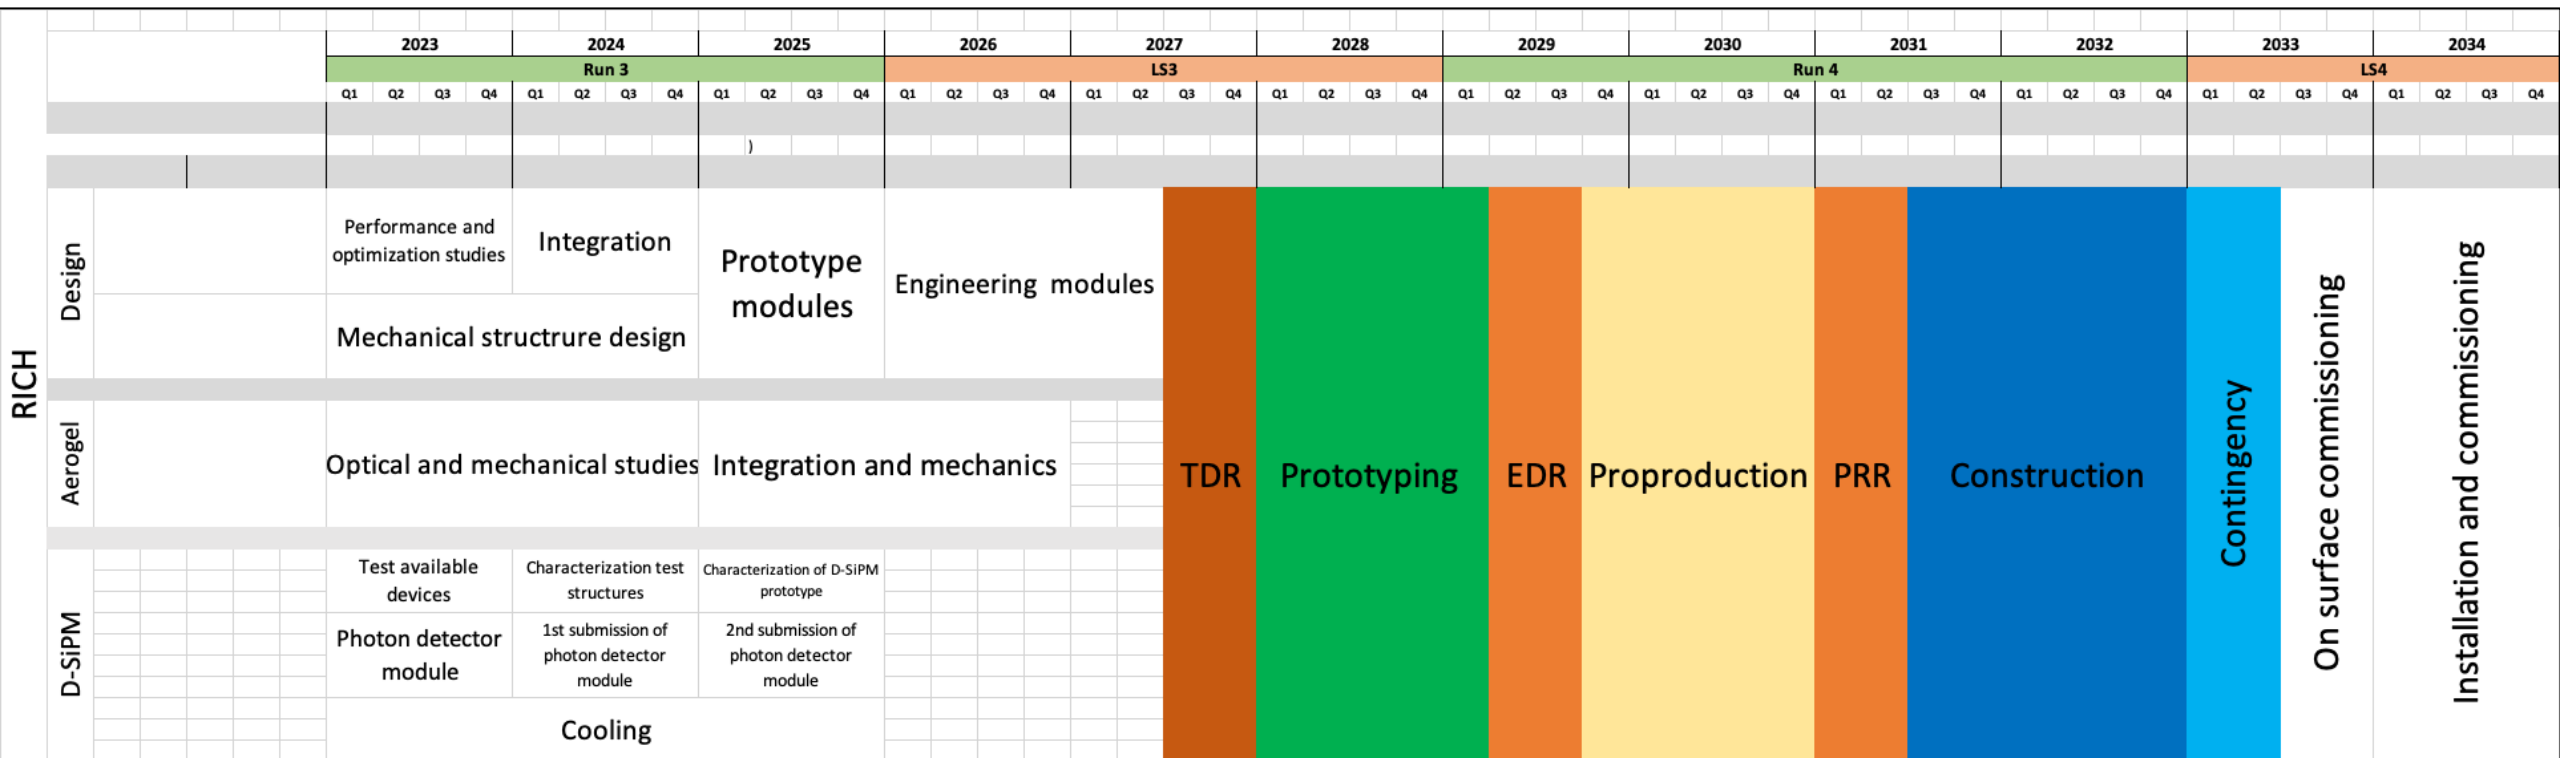 2023 2024 2025 2026 2027 2028 2029 2030 2031 2032 2033 2034
Run 3 LS3 Run 4 LS4
Q1 Q2 Q3 Q4 Q1 Q2 Q3 Q4 Q1 Q2 Q3 Q4 Q1 Q2 Q3 Q4 Q1 Q2 Q3 Q4 Q1 Q2 Q3 Q4 Q1 Q2 Q3 Q4 Q1 Q2 Q3 Q4 Q1 Q2 Q3 Q4 Q1 Q2 Q3 Q4 Q1 Q2 Q3 Q4 Q1 Q2 Q3 Q4
)
RICH
Design
Performance and
optimization studies
Integration
Mechanical structrure design
Prototype
modules
Engineering modules
Aerogel
Optical and mechanical studies
Integration and mechanics
D-SiPM
Test available
devices
Characterization test
structures
Characterization of D-SiPM
prototype
Photon detector
module
1st submission of
photon detector
module
2nd submission of
photon detector
module
Cooling
TDR
Prototyping
EDR
Proproduction
PRR
Construction
Contingency
On surface commissioning
Installation and commissioning